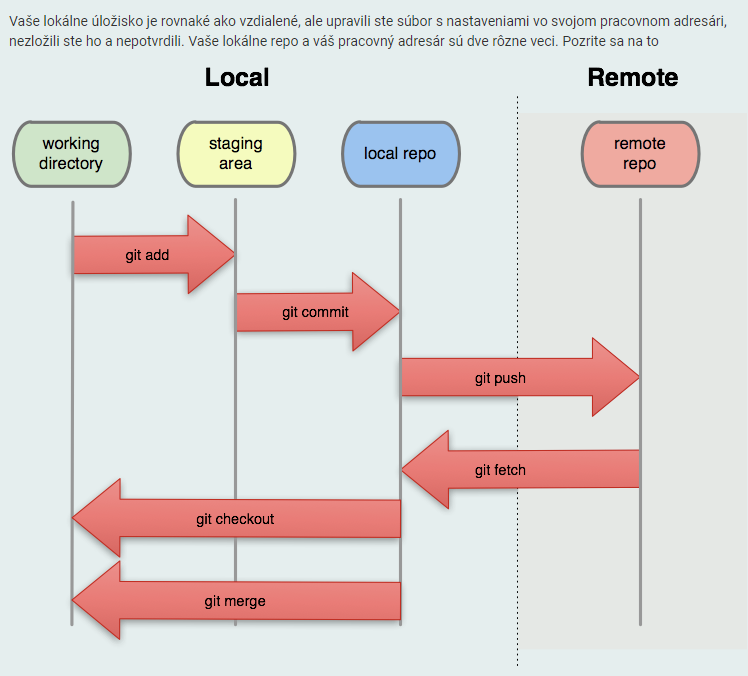 Vaše lokálne úložisko je rovnaké ako vzdialené, ale upravili ste súbor s nastaveniami vo svojom pracovnom adresári,
nezložili ste ho a nepotvrdili. Vaše lokálne repo a váš pracovný adresár sú dve rôzne veci. Pozrite sa na to
Local
Remote
working
directory
staging
area
local repo
remote
repo
git add
git commit
git push
git fetch
git checkout
git merge